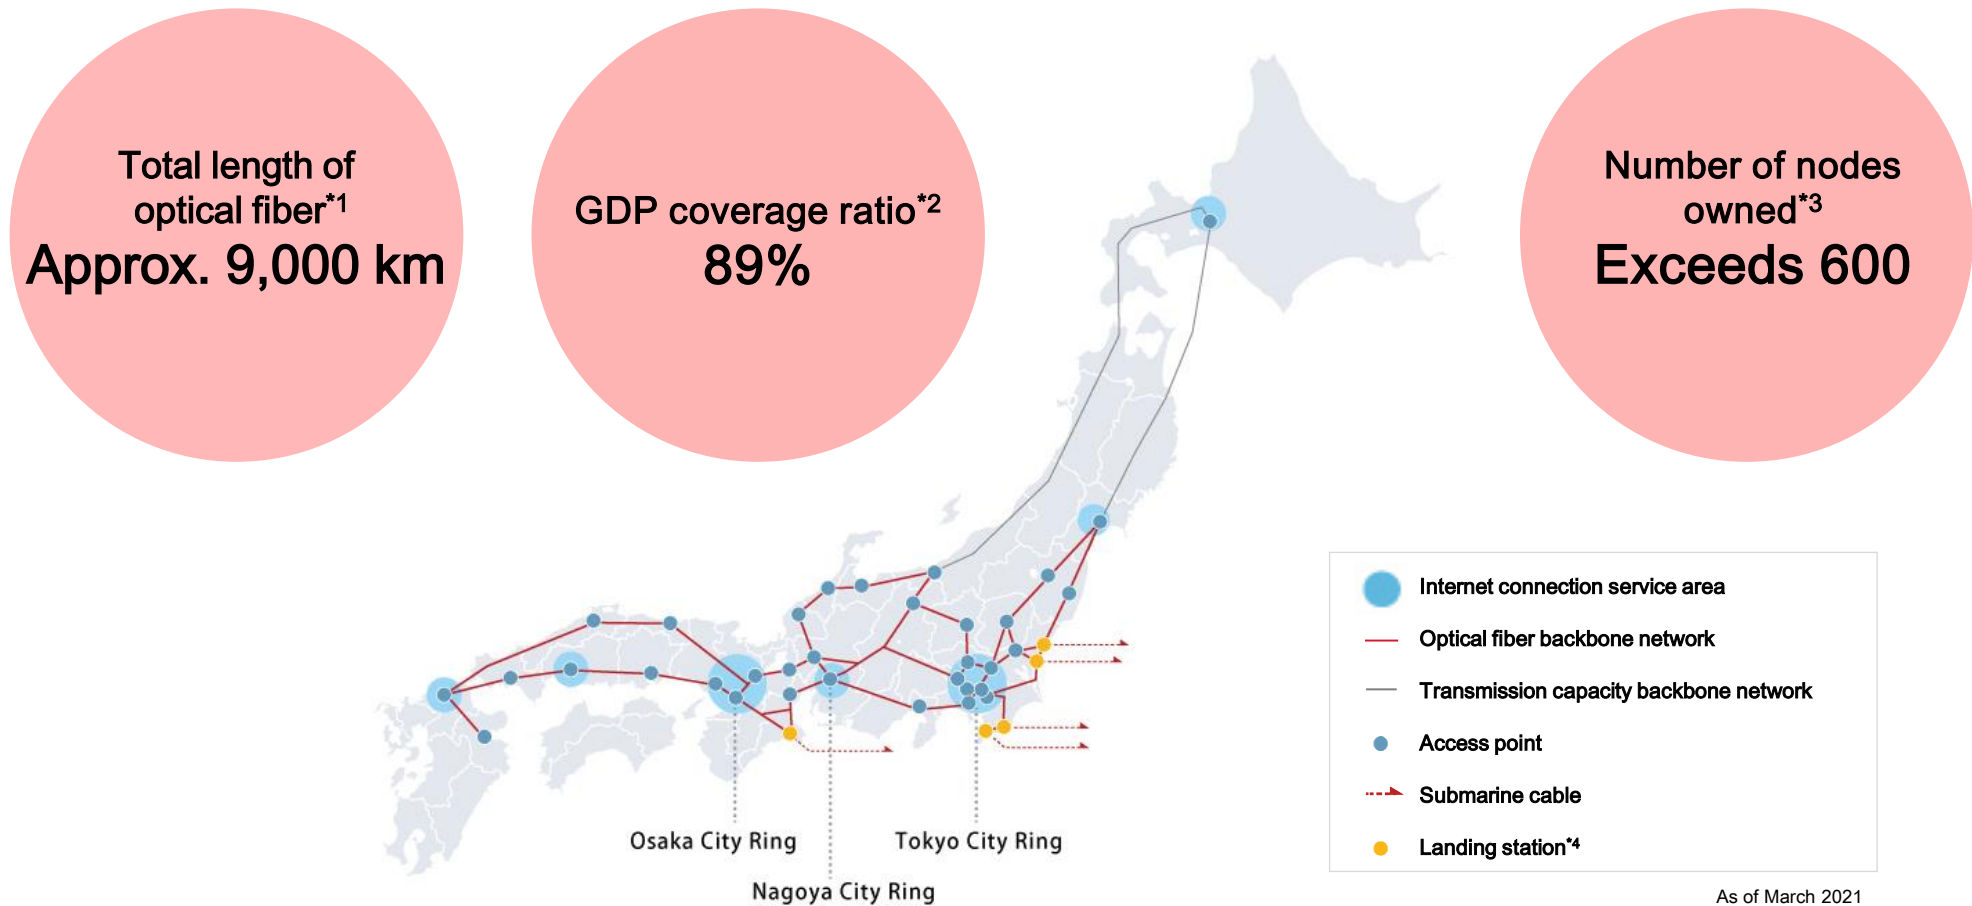 Total length of
optical fiber*1
Approx. 9,000 km
GDP coverage ratio*2
89%
Number of nodes
owned*3
Exceeds 600
Internet connection service area
Optical fiber backbone network
Transmission capacity backbone network
Access point
Submarine cable
Landing station*4
Osaka City Ring
Tokyo City Ring
Nagoya City Ring
As of March 2021